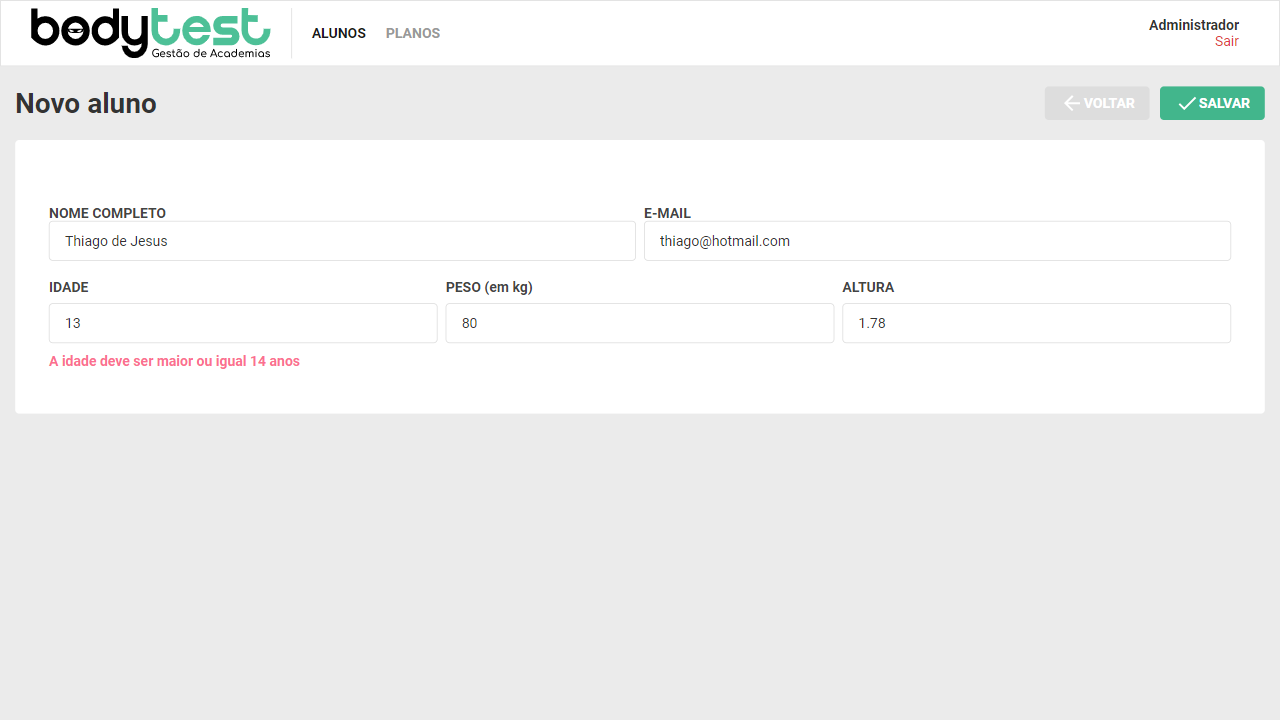 bodytest
Gestão de Academias
ALUNOS
PLANOS
Administrador
Sair
Novo aluno
VOLTAR
SALVAR
NOME COMPLETO
E-MAIL
Thiago de Jesus
thiago@hotmail.com
IDADE
PESO (em kg)
ALTURA
13
80
1.78
A idade deve ser maior ou igual 14 anos